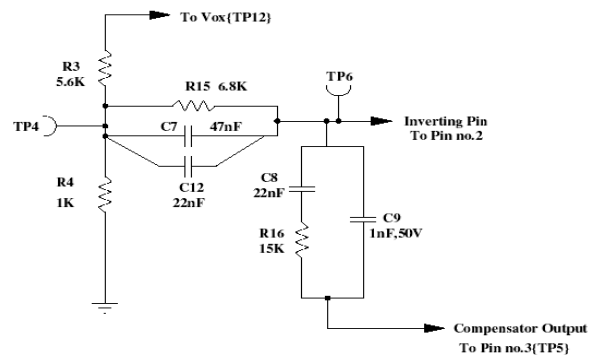 To Vox{TP12}
R3
5.6K
R15 6.8K
TP6
TP4
C7 47nF
Inverting Pin
To Pin no.2
C12
22nF
R4
1K
C8
22nF
C9
1nF,50V
R16
15K
Compensator Output
To Pin no.3{TP5}